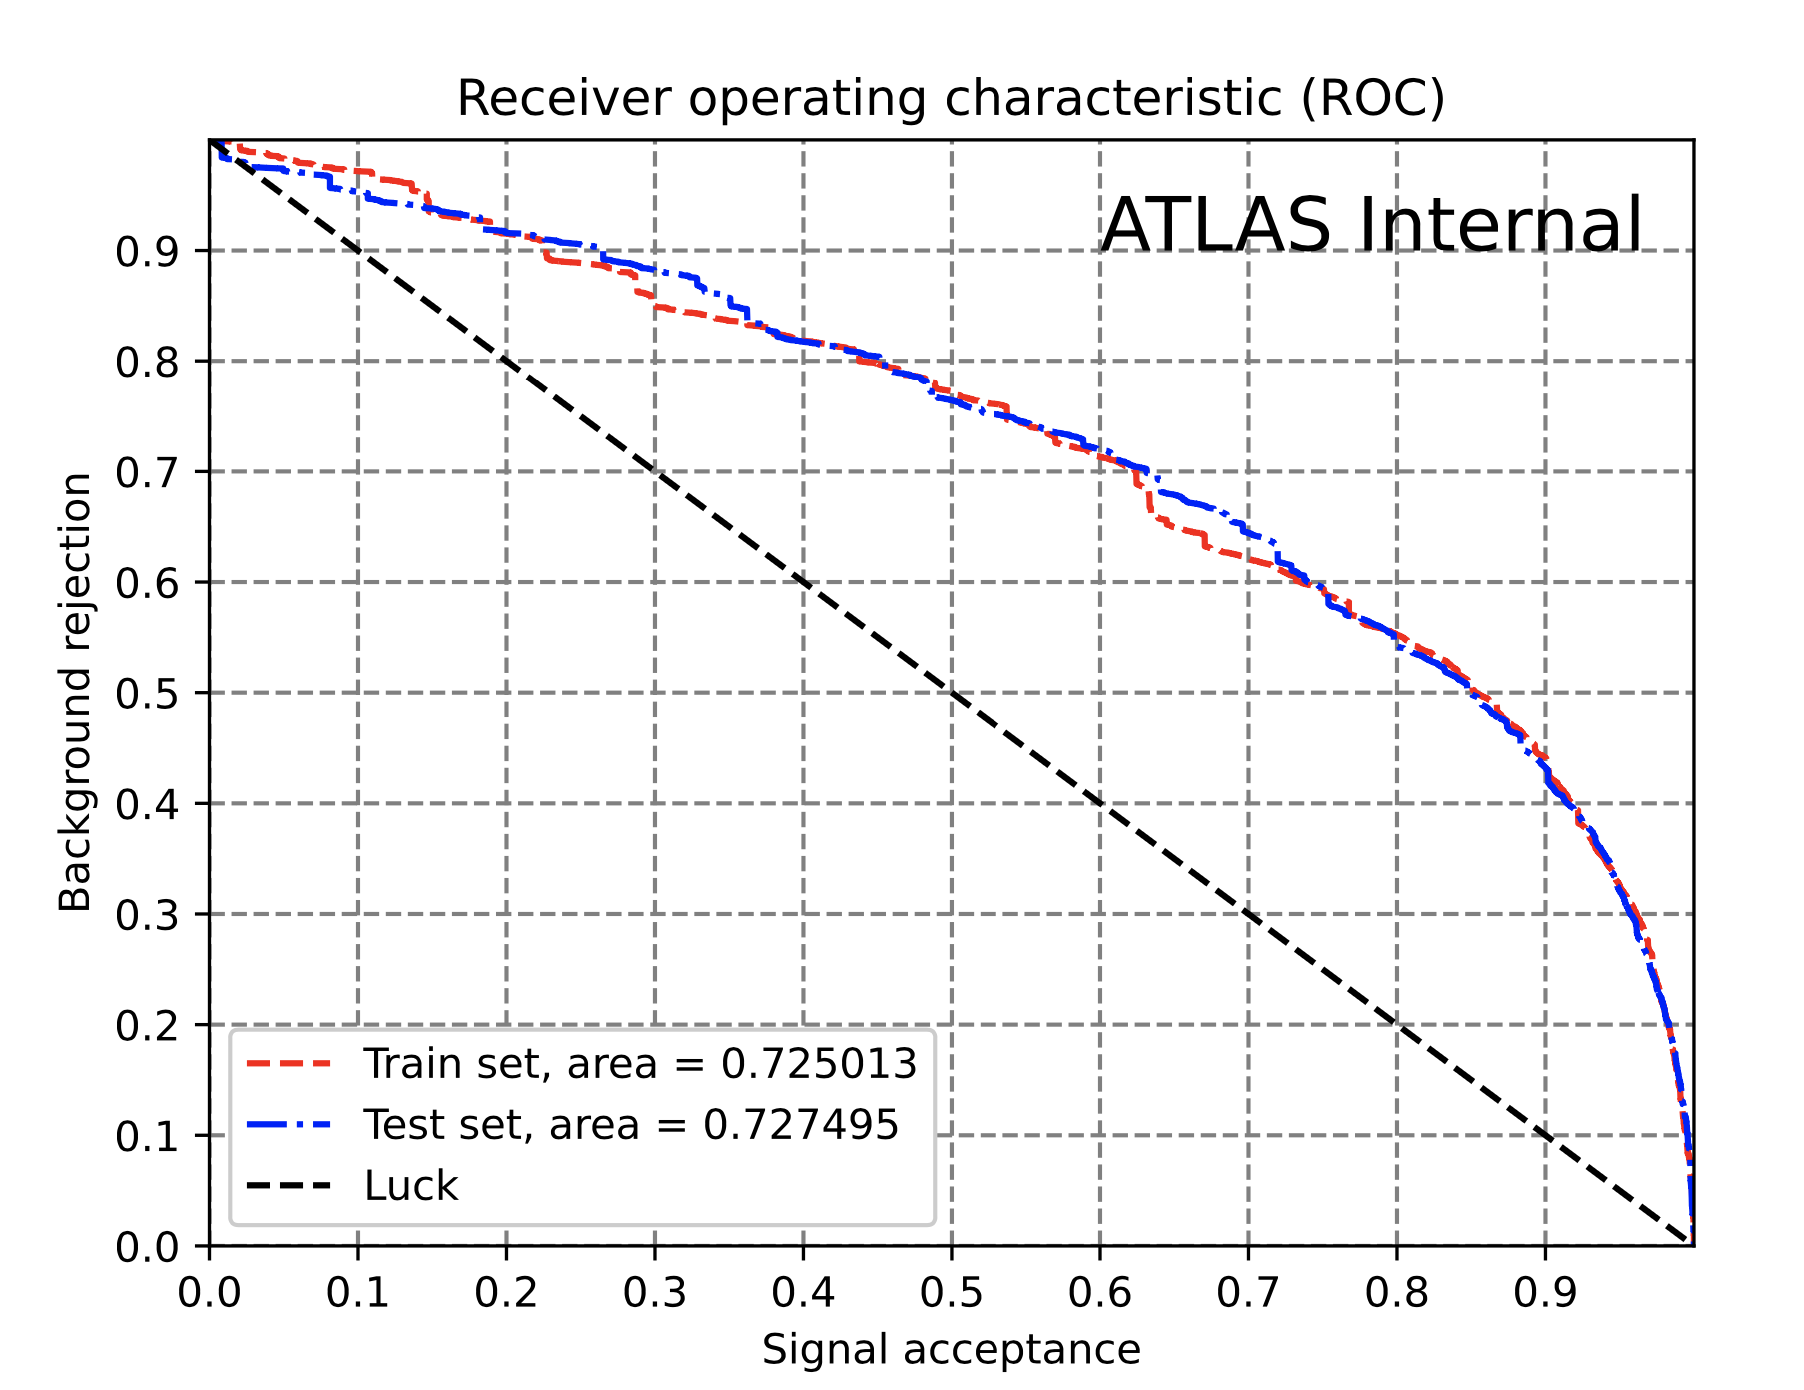 Receiver operating characteristic (ROC)
ATLAS Internal
Background rejection
0.9
0.8
0.7
0.6
0.5
0.4
0.3
0.2
0.1
0.0
Train set, area = 0.725013
Test set, area = 0.727495
Luck
0.0 0.1 0.2 0.3 0.4 0.5 0.6 0.7 0.8 0.9
Signal acceptance